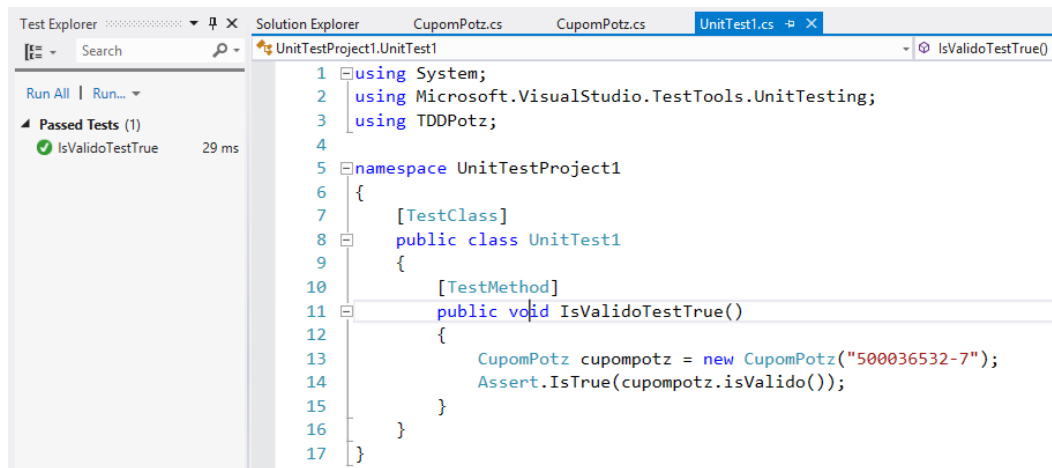 Test Explorer
Search
Run All | Run...
Passed Tests (1)
IsValidoTestTrue 29 ms
Solution Explorer CupomPotz.cs CupomPotz.cs UnitTest1.cs
UnitTestProject1.UnitTest1 IsValidoTestTrue()
1 using System;
2 using Microsoft.VisualStudio.TestTools.UnitTesting;
3 using TDDPotz;
4
5 namespace UnitTestProject1
6 {
7 [TestClass]
8 public class UnitTest1
9 {
10 [TestMethod]
11 public void IsValidoTestTrue()
12 {
13 CupomPotz cupompotz = new CupomPotz("500036532-7");
14 Assert.IsTrue(cupompotz.isValido());
15 }
16 }
17 }